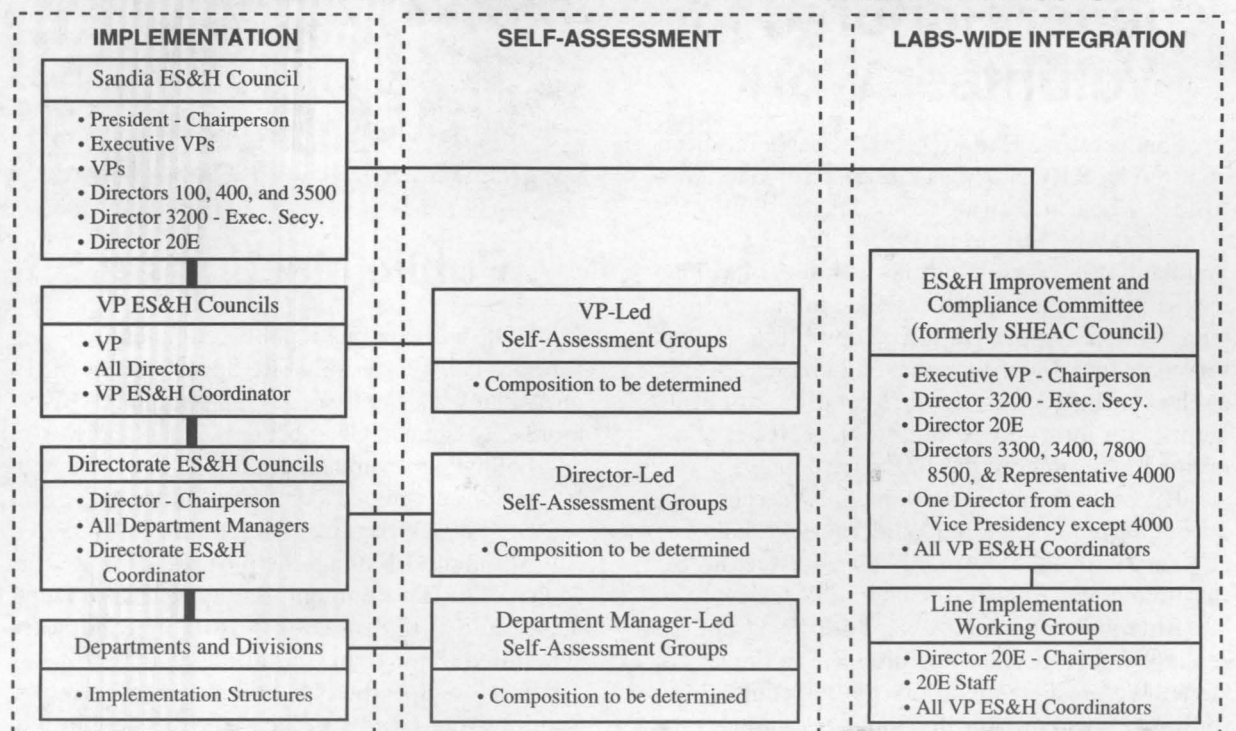 IMPLEMENTATION
Sandia ES&H Council
• President - Chairperson
• Executive VPs
VPs
• Directors 100, 400, and 3500
• Director 3200 - Exec. Secy.
• Director 20E
VP ES&H Councils
• VP
• All Directors
• VP ES&H Coordinator
Directorate ES&H Councils
• Director - Chairperson
• All Department Managers
• Directorate ES&H
Coordinator
Departments and Divisions
• Implementation Structures
SELF-ASSESSMENT
VP-Led
Self-Assessment Groups
• Composition to be determined
Director-Led
Self-Assessment Groups
• Composition to be determined
Department Manager-Led
Self-Assessment Groups
• Composition to be determined
LABS-WIDE INTEGRATION
ES&H Improvement and
Compliance Committee
(formerly SHEAC Council)
• Executive VP - Chairperson
• Director 3200 - Exec. Secy.
• Director 20E
• Directors 3300, 3400, 7800
8500, & Representative 4000
• One Director from each
Vice Presidency except 4000
• All VP ES&H Coordinators
Line Implementation
Working Group
• Director 20E - Chairperson
• 20E Staff
• All VP ES&H Coordinators